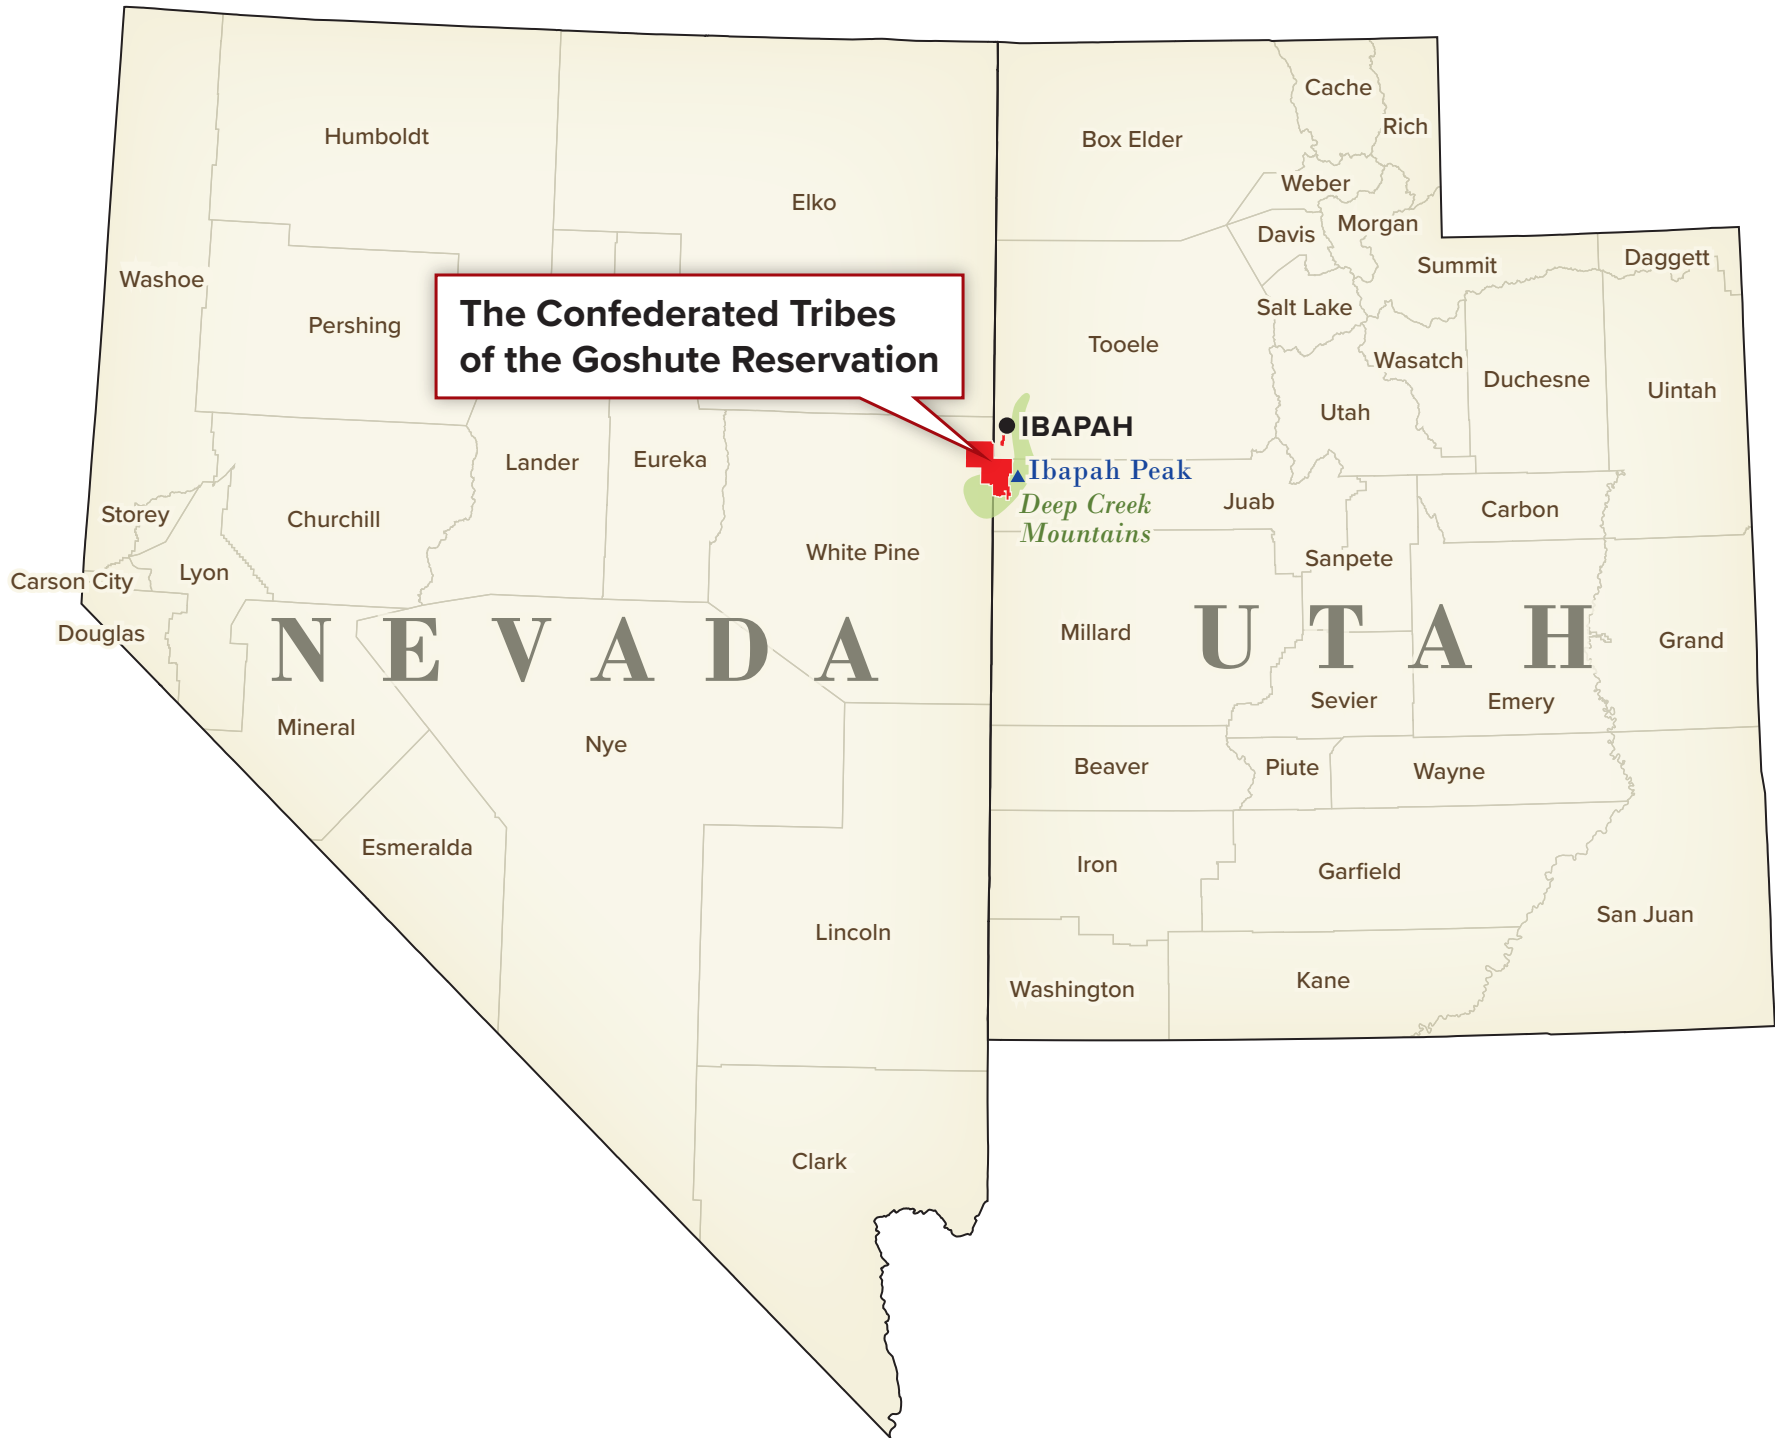 Cache
Rich
Humboldt
Box Elder
Weber
Elko
Morgan
Davis
Summit
Daggett
Washoe
Salt Lake
The Confederated Tribes
of the Goshute Reservation
Pershing
Tooele
Wasatch
Duchesne
Uintah
Utah
IBAPAH
Lander
Eureka
Ibapah Peak
Juab
Deep Creek
Mountains
Carbon
Storey
Churchill
White Pine
Sanpete
Carson City
Lyon
Douglas
NEVADA
Millard
UTAH
Grand
Sevier
Emery
Mineral
Nye
Beaver
Piute
Wayne
Esmeralda
Iron
Garfield
San Juan
Lincoln
Washington
Kane
Clark